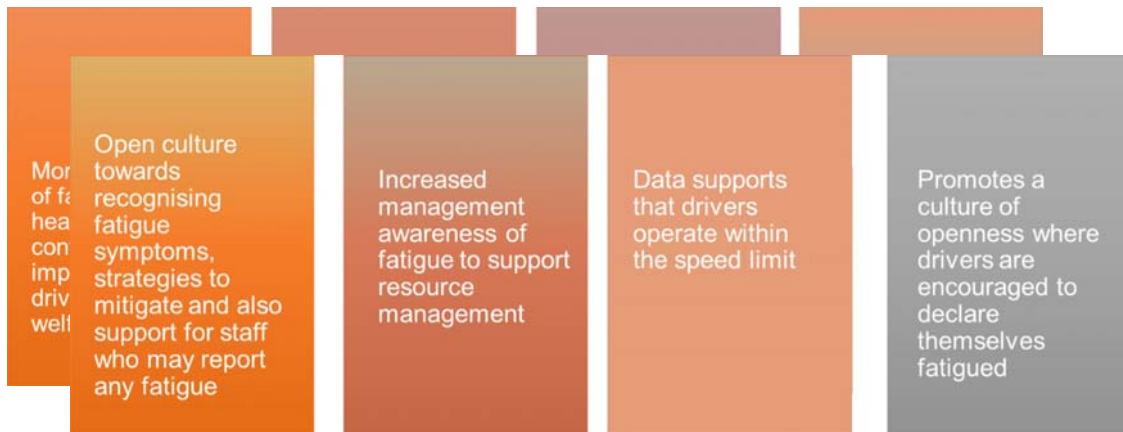 Open culture
towards
recognising
fatigue
symptoms,
strategies to
mitigate and also
support for staff
who may report
any fatigue
Increased
management
awareness of
fatigue to support
resource
management
Data supports
that drivers
operate within
the speed limit
Promotes a
culture of
openness where
drivers are
encouraged to
declare
themselves
fatigued